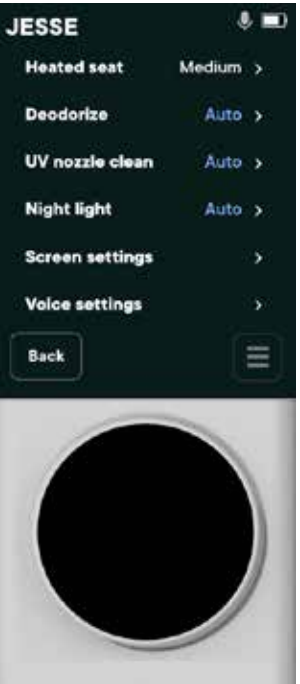 JESSE
Heated seat Medium >
Deodorize Auto >
UV nozzle clean Auto >
Night light Auto >
Screen settings >
Voice settings >
Back